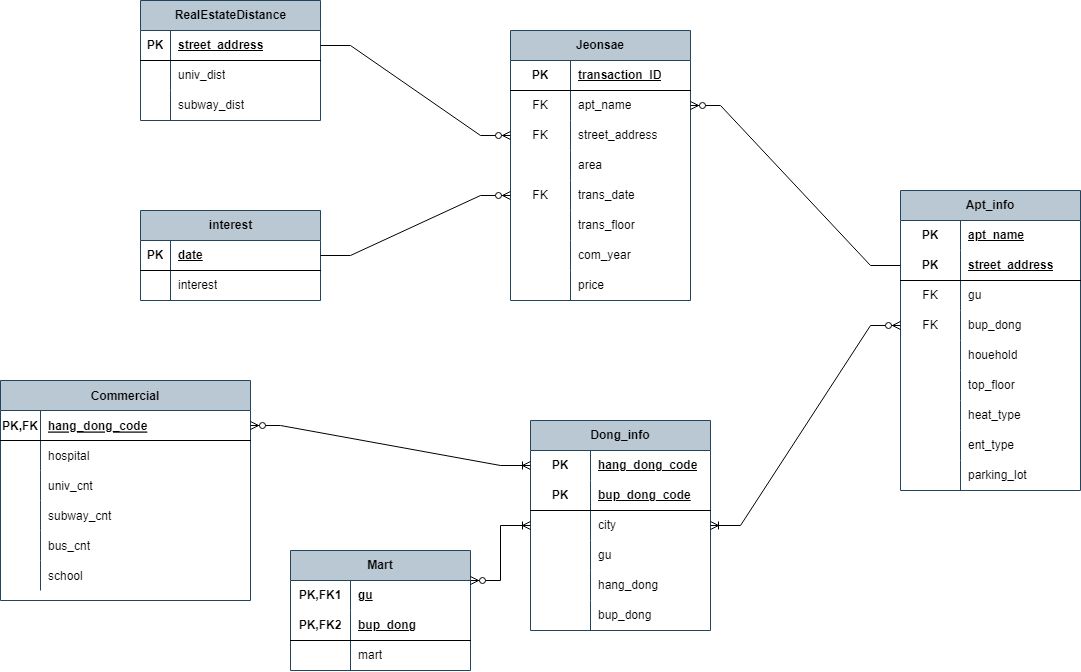 RealEstateDistance
PK street_address
univ_dist
subway_dist
interest
PK date
interest
Jeonsae
PK transaction_ID
FK apt_name
FK street_address
area
FK trans_date
trans_floor
com_year
price
Apt_info
PK apt_name
PK street_address
FK gu
FK bup_dong
houehold
top_floor
heat_type
ent_type
parking_lot
Commercial
PK,FK hang_dong_code
hospital
univ_cnt
subway_cnt
bus_cnt
school
Dong_info
PK hang_dong_code
PK bup_dong_code
city
gu
hang_dong
bup_dong
Mart
PK,FK1 gu
PK,FK2 bup_dong
mart